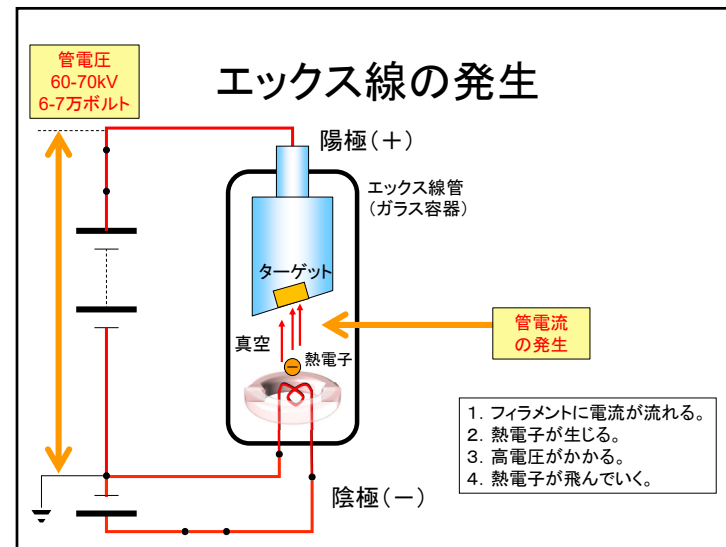 エックス線の発生
管電圧
60-70kV
6-7万ボルト
陽極(＋)
エックス線管
(ガラス容器)
ターゲット
真空
熱電子
－
管電流
の発生
1. フィラメントに電流が流れる。
2. 熱電子が生じる。
3. 高電圧がかかる。
4. 熱電子が飛んでいく。
陰極(－)